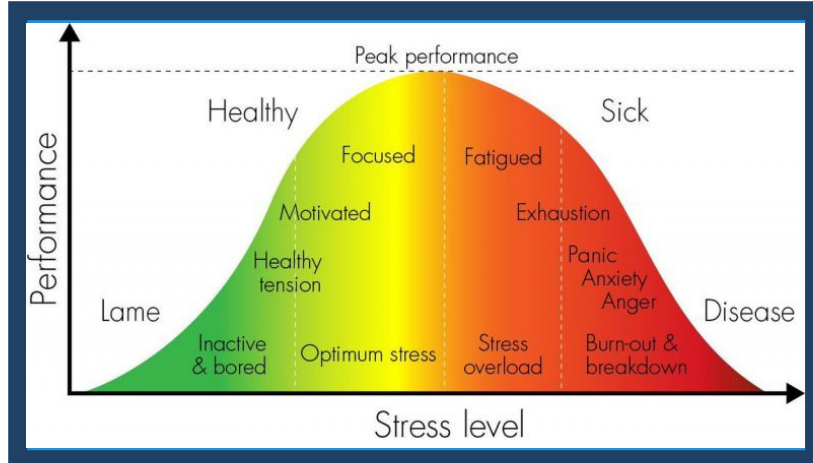 Peak performance
Healthy
Sick
Focused
Fatigued
Motivated
Exhaustion
Healthy
tension
Panic
Anxiety
Anger
Lame
Disease
Inactive
& bored
Optimum stress
Stress
overload
Burn-out &
breakdown
Performance
Stress level